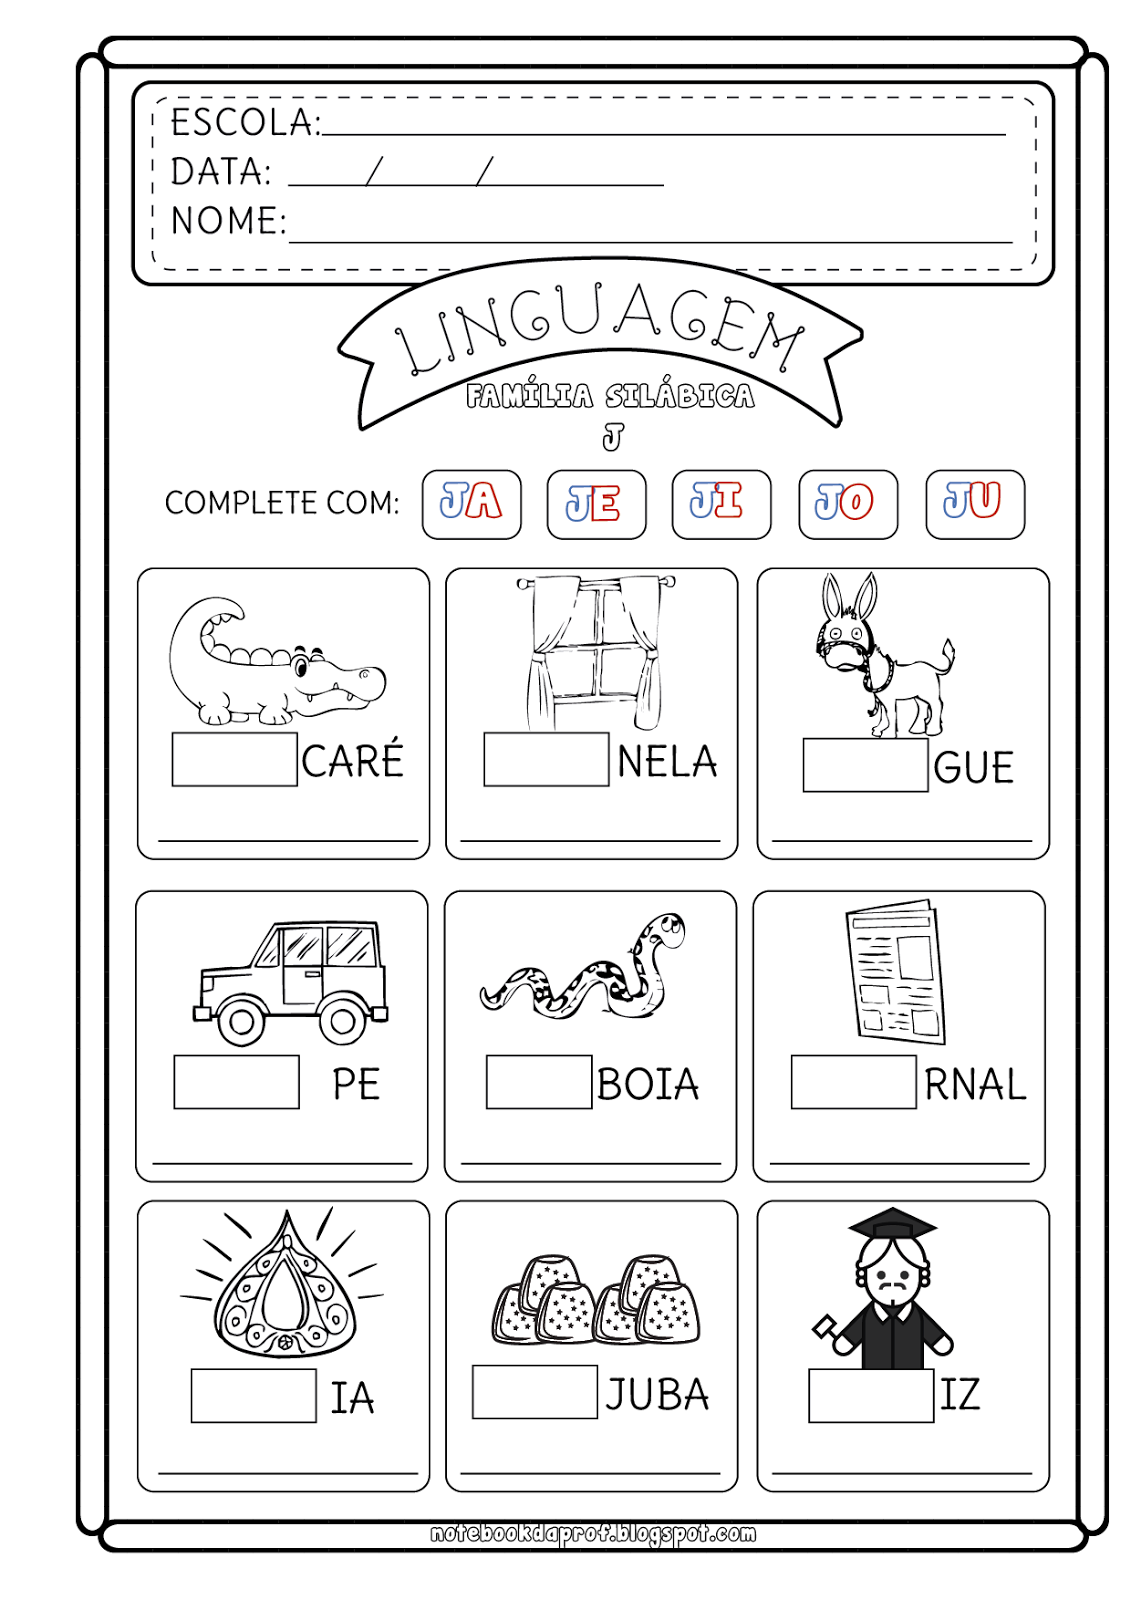 ESCOLA:
DATA: / /
NOME:
LINGUAGEM
FAMÍLIA SILÁBICA
J
COMPLETE COM: JA JE JI JO JU
CARÉ NELA GUE
PE BOIA RNAL
IA JUBA IZ
notebookdaprof.blogspot.com